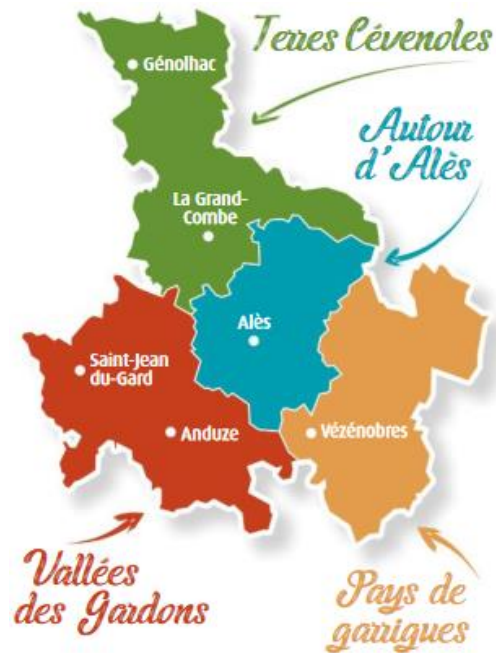 Terres Cévenoles
Génolhac
Autour
d'Alès
La Grand-
Combe
Alès
Saint-Jean
du-Gard
Anduze
Vézénobres
Vallées
des Gardons
Pays de
garrigues